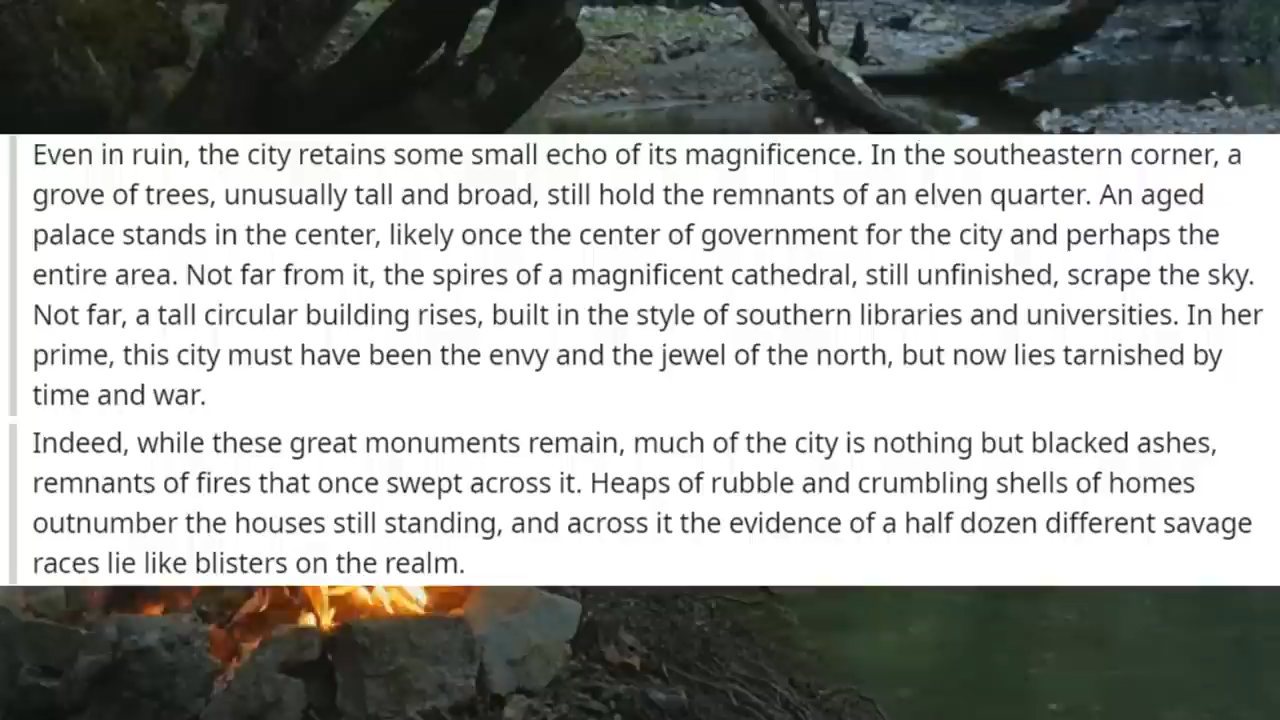 Even in ruin, the city retains some small echo of its magnificence. In the southeastern corner, a
grove of trees, unusually tall and broad, still hold the remnants of an elven quarter. An aged
palace stands in the center, likely once the center of government for the city and perhaps the
entire area. Not far from it, the spires of a magnificent cathedral, still unfinished, scrape the sky.
Not far, a tall circular building rises, built in the style of southern libraries and universities. In her
prime, this city must have been the envy and the jewel of the north, but now lies tarnished by
time and war.
Indeed, while these great monuments remain, much of the city is nothing but blacked ashes,
remnants of fires that once swept across it. Heaps of rubble and crumbling shells of homes
outnumber the houses still standing, and across it the evidence of a half dozen different savage
races lie like blisters on the realm.